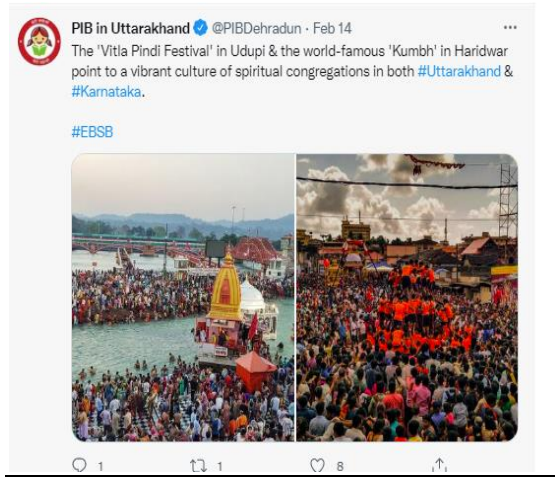 PIB in Uttarakhand @PIBDehradun · Feb 14
The 'Vitla Pindi Festival' in Udupi & the world-famous 'Kumbh' in Haridwar
point to a vibrant culture of spiritual congregations in both #Uttarakhand &
#Karnataka.
#EBSB
1 1 8